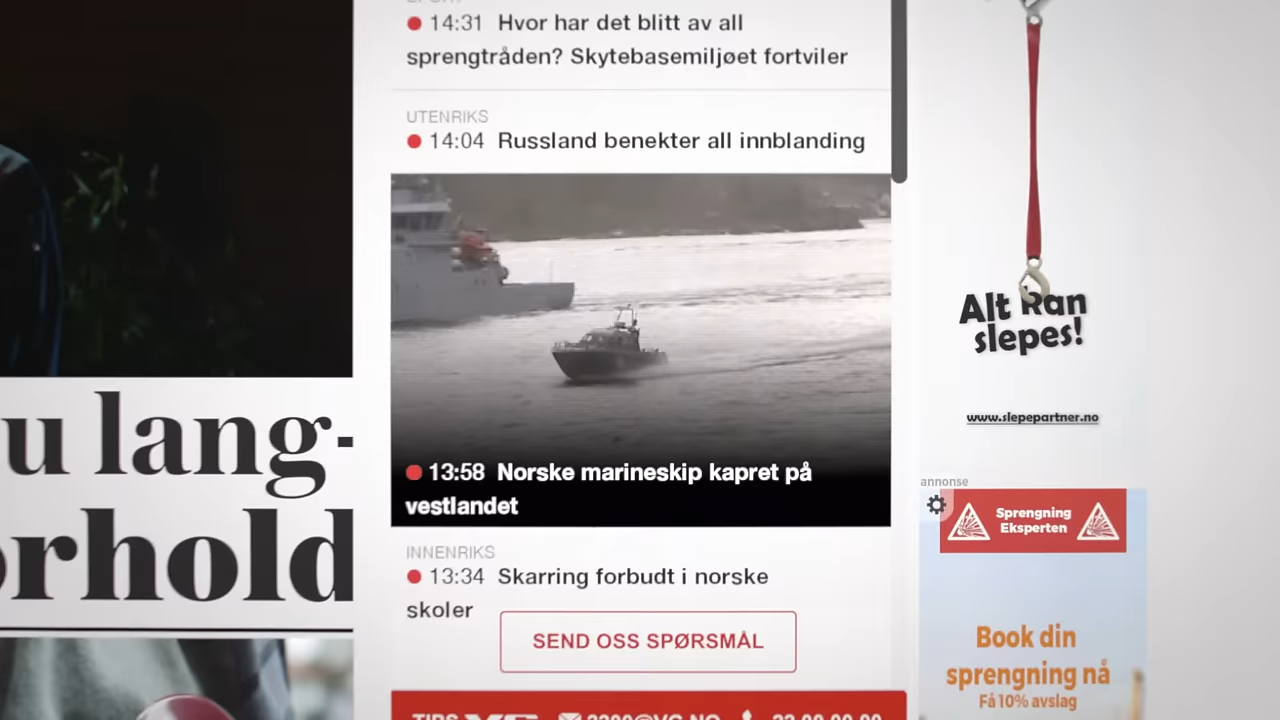 14:31 Hvor har det blitt av all
sprengtråden? Skytebasemiljøet fortviler
UTENRIKS
14:04 Russland benekter all innblanding
13:58 Norske marineskip kapret på
vestlandet
INNENRIKS
13:34 Skarring forbudt i norske
skoler
SEND OSS SPØRSMÅL
u lang-
orhold
Alt kan
slepes!
www.slepepartner.no
annonse
Sprengning
Eksperten
Book din
sprengning nå
Få 10% avslag